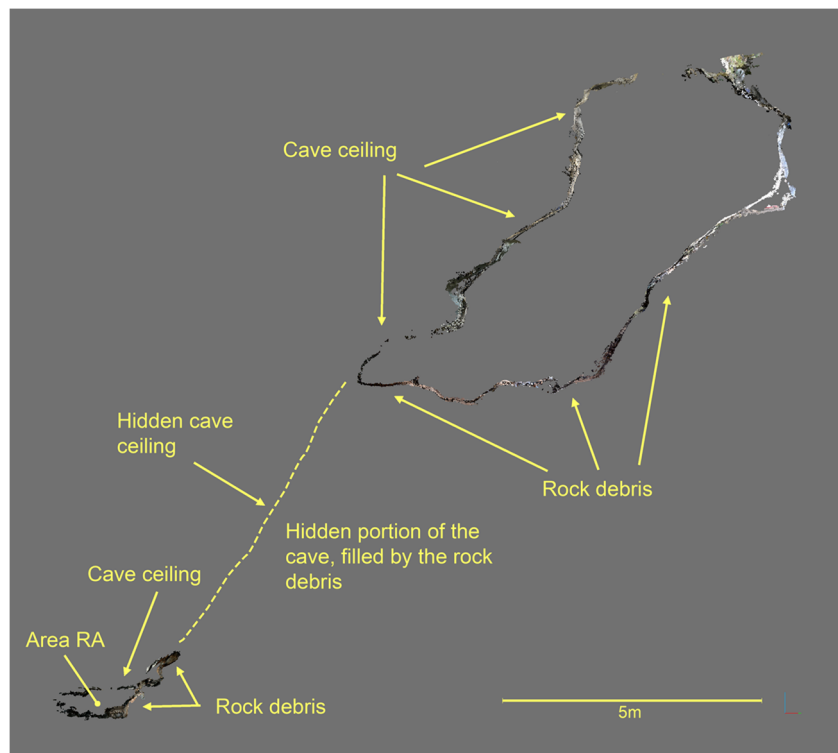 Cave ceiling
Hidden cave
ceiling
Rock debris
Hidden portion of the
cave, filled by the rock
debris
Cave ceiling
Area RA
Rock debris
5m